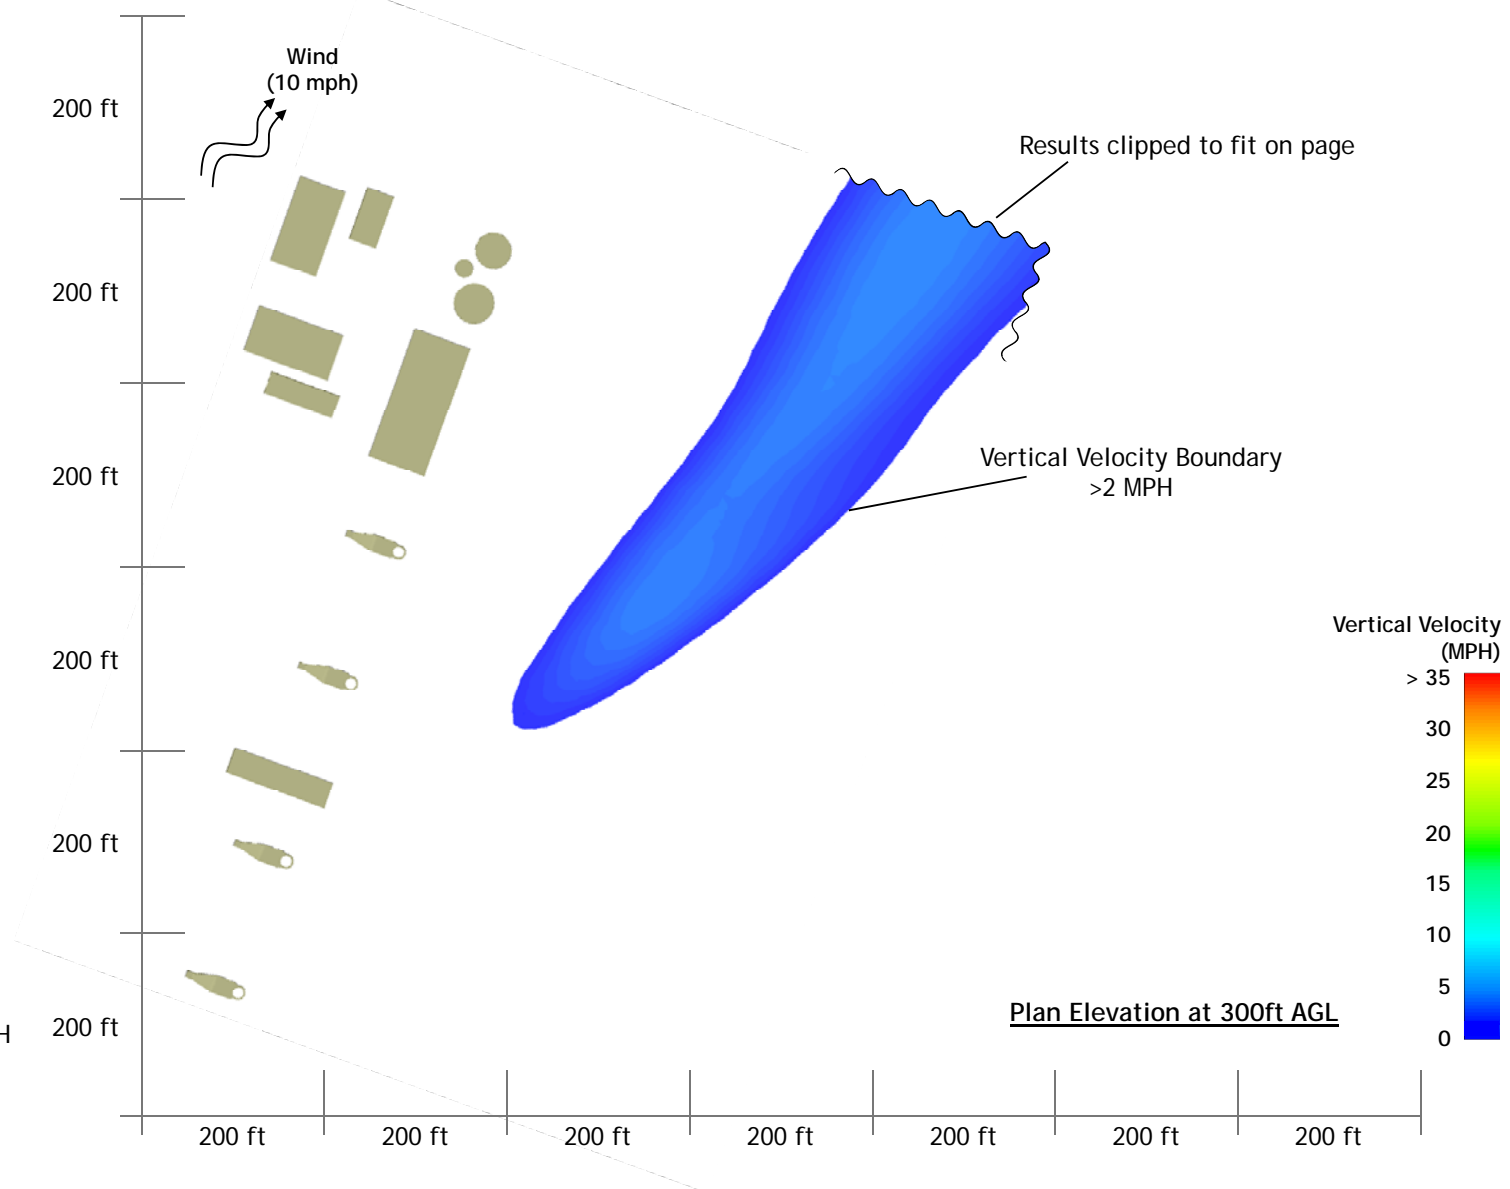 Wind
(10 mph)
200 ft
Results clipped to fit on page
200 ft
Vertical Velocity Boundary
>2 MPH
200 ft
200 ft
Vertical Velocity
(MPH)
> 35
30
25
20
15
10
5
0
200 ft
Plan Elevation at 300ft AGL
200 ft
H
200 ft 200 ft 200 ft 200 ft 200 ft 200 ft 200 ft